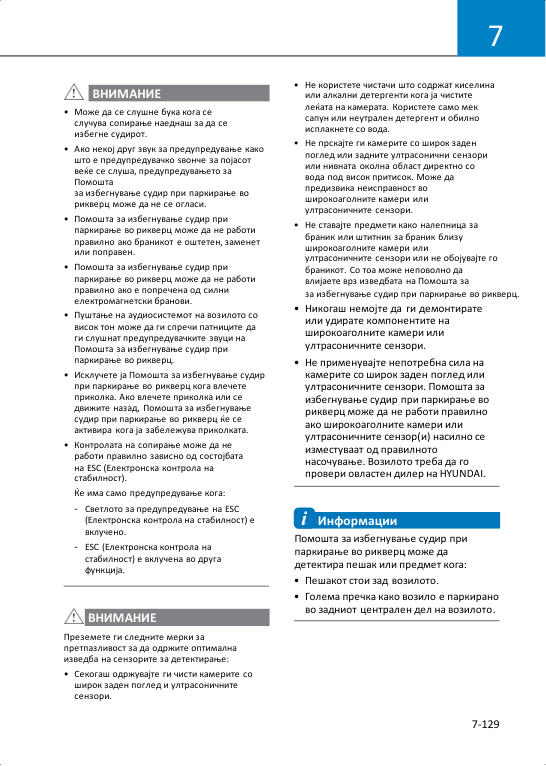 7
ВНИМАНИЕ
• Може да се слушне бука кога се
случува сопирање наеднаш за да се
избегне судирот.
• Ако некој друг звук за предупредување како
што е предупредувачко ѕвонче за појасот
веќе се слуша, предупредувањето за
Помошта
за избегнување судир при паркирање во
рикверц може да не се огласи.
• Помошта за избегнување судир при
паркирање во рикверц може да не работи
правилно ако браникот е оштетен, заменет
или поправен.
• Помошта за избегнување судир при
паркирање во рикверц може да не работи
правилно ако е попречена од силни
електромагнетски бранови.
• Пуштање на аудиосистемот на возилото со
висок тон може да ги спречи патниците да
ги слушнат предупредувачките звуци на
Помошта за избегнување судир при
паркирање во рикверц.
• Исклучете ја Помошта за избегнување судир
при паркирање во рикверц кога влечете
приколка. Ако влечете приколка или се
движите назад, Помошта за избегнување
судир при паркирање во рикверц ќе се
активира кога ја забележува приколката.
• Контролата на сопирање може да не
работи правилно зависно од состојбата
на ESC (Електронска контрола на
стабилност).
Ќе има само предупредување кога:
- Светлото за предупредување на ESC
(Електронска контрола на стабилност) е
вклучено.
- ESC (Електронска контрола на
стабилност) е вклучена во друга
функција.
ВНИМАНИЕ
Преземете ги следните мерки за
претпазливост за да одржите оптимална
изведба на сензорите за детектирање:
• Секогаш одржувајте ги чисти камерите со
широк заден поглед и ултрасоничните
сензори.
• Не користете чистачи што содржат киселина
или алкални детергенти кога ја чистите
леќата на камерата. Користете само мек
сапун или неутрален детергент и обилно
исплакнете со вода.
• Не прскајте ги камерите со широк заден
поглед или задните ултрасонични сензори
или нивната околна област директно со
вода под висок притисок. Може да
предизвика неисправност во
широкоаголните камери или
ултрасоничните сензори.
• Не ставајте предмети како налепница за
браник или штитник за браник близу
широкоаголните камери или
ултрасоничните сензори или не обојувајте го
браникот. Со тоа може неповолно да
влијаете врз изведбата на Помошта за
за избегнување судир при паркирање во рикверц.
• Никогаш немојте да ги демонтирате
или удирате компонентите на
широкоаголните камери или
ултрасоничните сензори.
• Не применувајте непотребна сила на
камерите со широк заден поглед или
ултрасоничните сензори. Помошта за
избегнување судир при паркирање во
рикверц може да не работи правилно
ако широкоаголните камери или
ултрасоничните сензор(и) насилно се
изместуваат од правилното
насочување. Возилото треба да го
провери овластен дилер на HYUNDAI.
i Информации
Помошта за избегнување судир при
паркирање во рикверц може да
детектира пешак или предмет кога:
• Пешакот стои зад возилото.
• Голема пречка како возило е паркирано
во задниот централен дел на возилото.
7-129